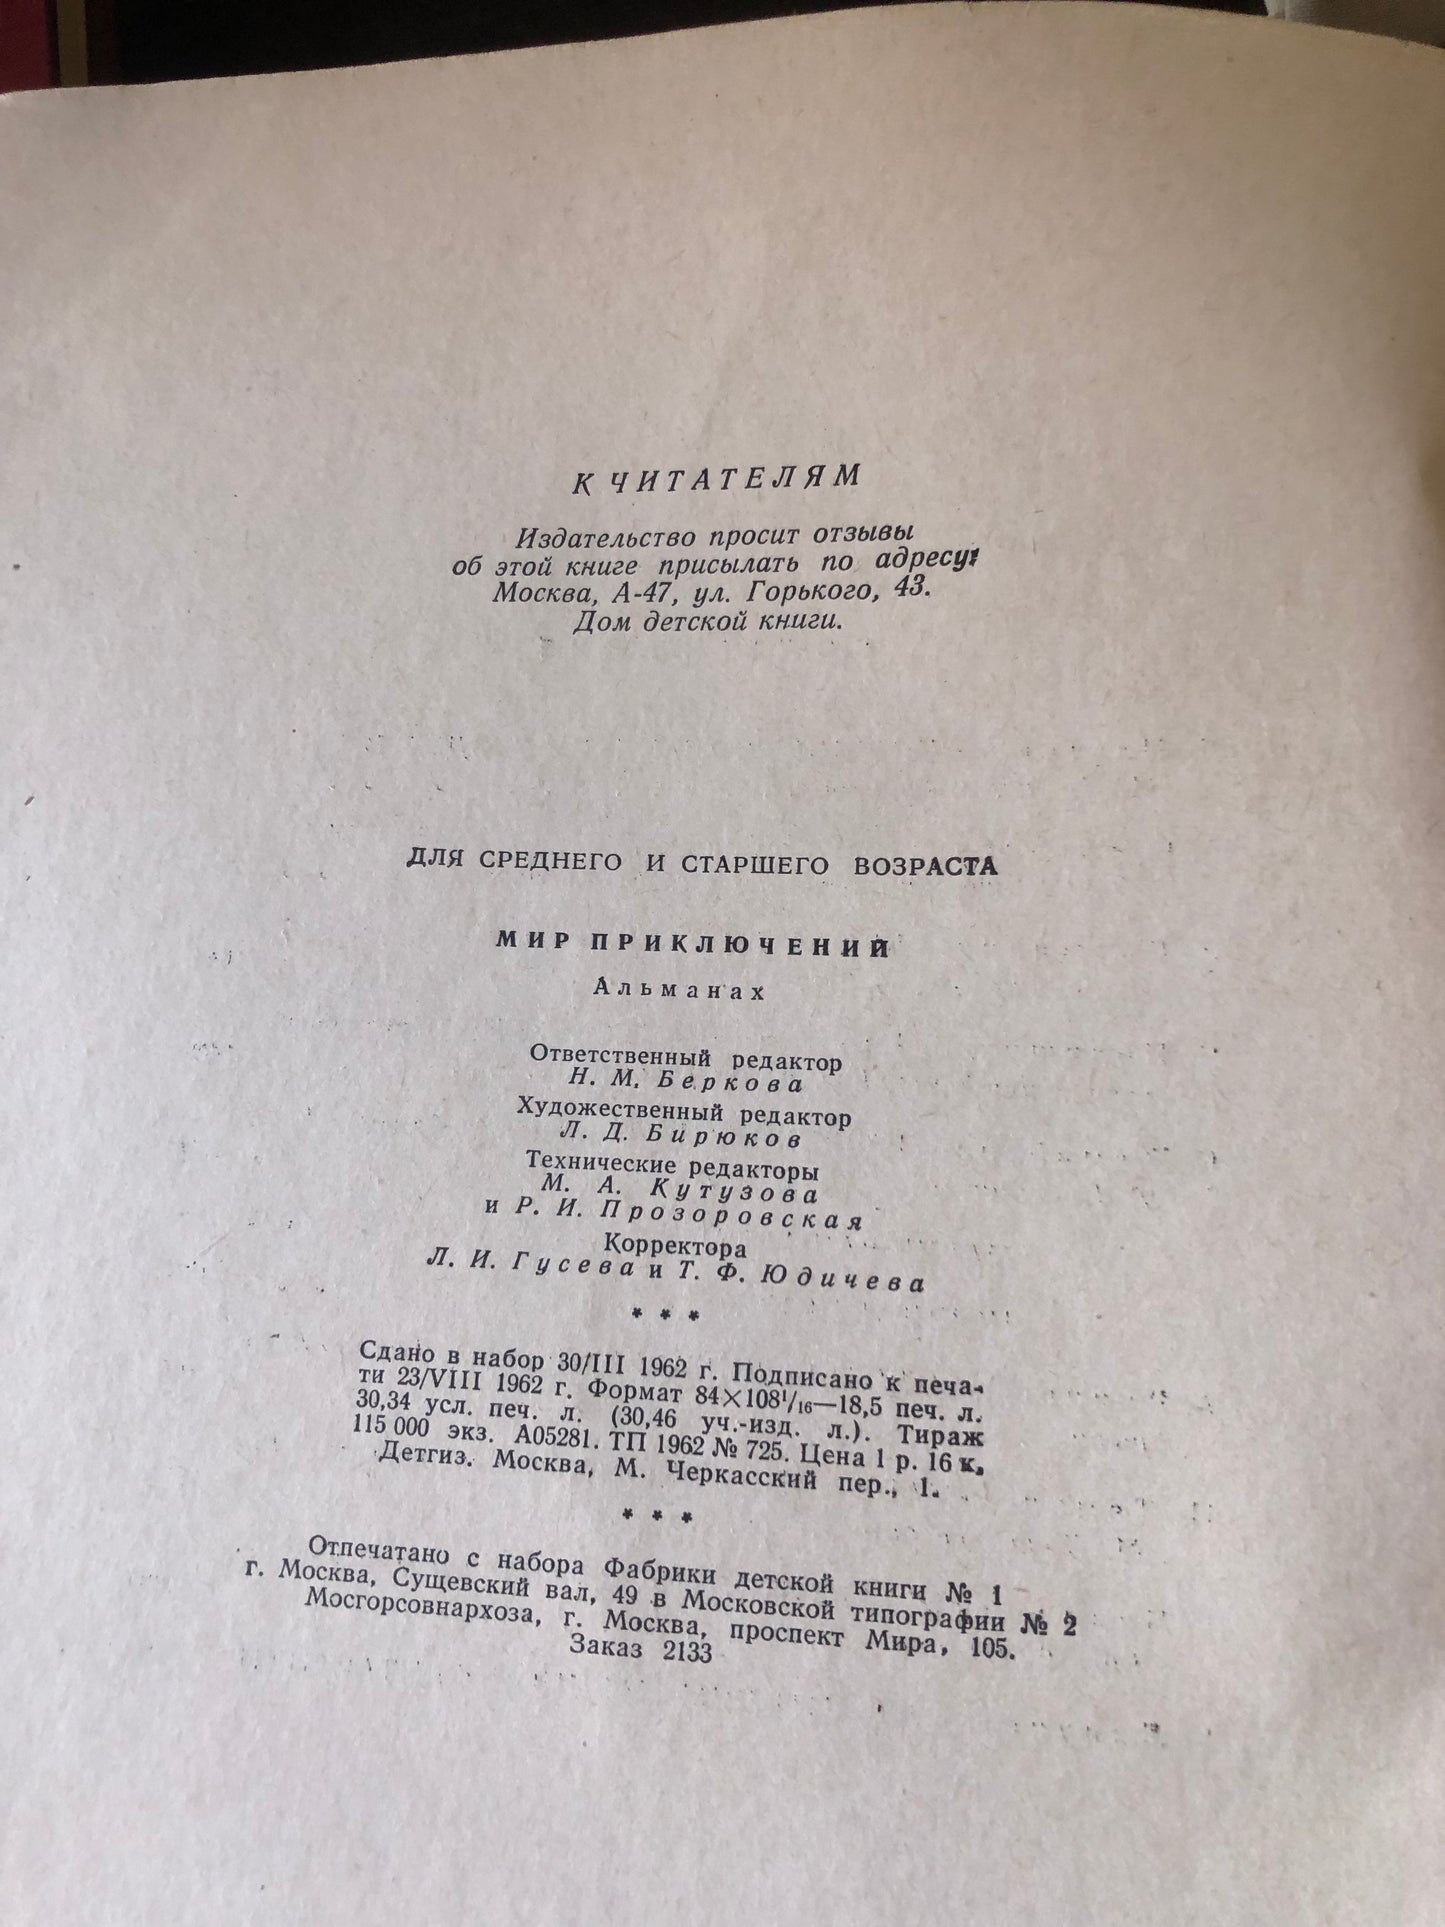 К ЧИТАТЕЛЯМ
Издательство просит отзывы
об этой книге присылать по адресу:
Москва, А-47, ул. Горького, 43.
Дом детской книги.
ДЛЯ СРЕДНЕГО И СТАРШЕГО ВОЗРАСТА
МИР ПРИКЛЮЧЕНИЙ
Альманах
Ответственный редактор
Н. М. Беркова
Художественный редактор
Л. Д. Бирюков
Технические редакторы
М. А. Кутузова
и Р. И. Прозоровская
Корректора
Л. И. Гусева и Т. Ф. Юдичева
* * *
Сдано в набор 30/III 1962 г. Подписано к печа-
ти 23/VIII 1962 г. Формат 84×108¹/₁₆—18,5 печ. л.
30,34 усл. печ. л. (30,46 уч.-изд. л.). Тираж
115 000 экз. А05281. ТП 1962 № 725. Цена 1 р. 16 к.
Детгиз. Москва, М. Черкасский пер., 1.
* * *
Отпечатано с набора Фабрики детской книги № 1
г. Москва, Сущевский вал, 49 в Московской типографии № 2
Мосгорсовнархоза, г. Москва, проспект Мира, 105.
Заказ 2133